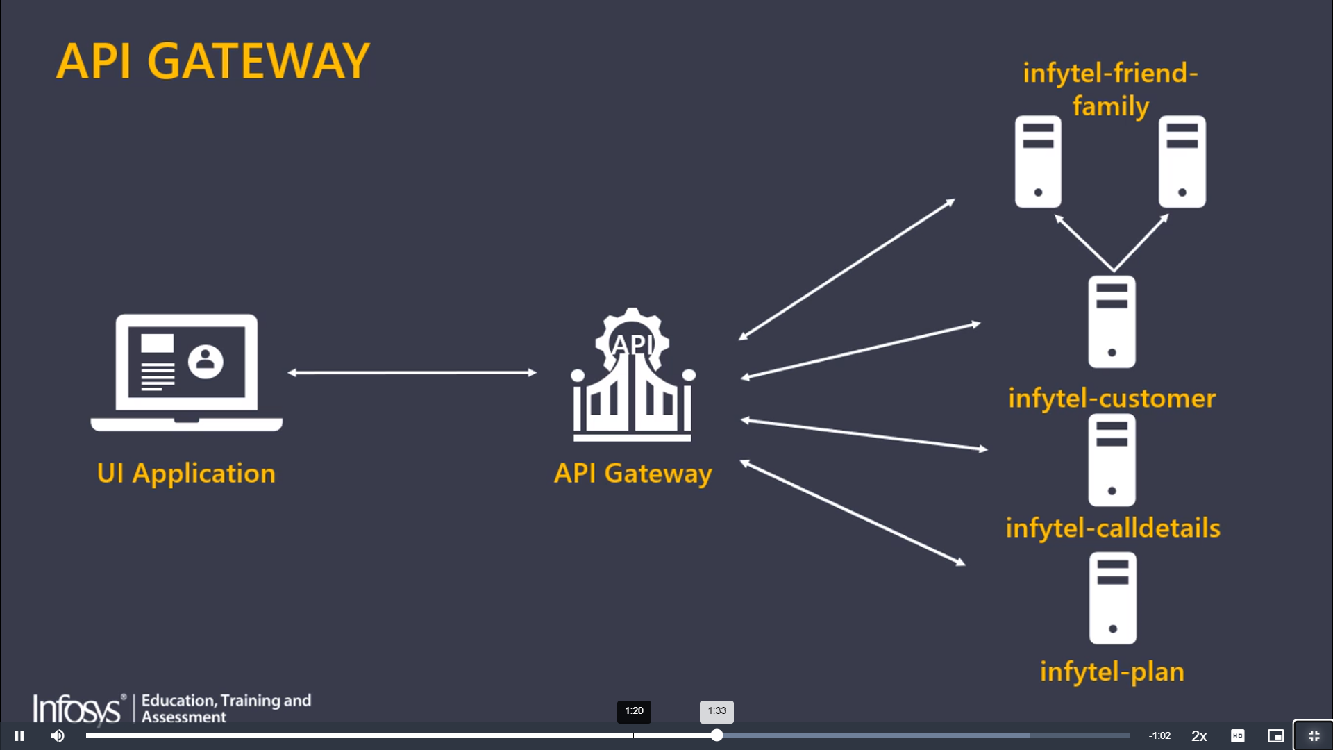 API GATEWAY
infytel-friend-
family
API
infytel-customer
UI Application
API Gateway
infytel-calldetails
infytel-plan
Infosys® | Education, Training and
Assessment
1:20
1:33
-1:02
2x